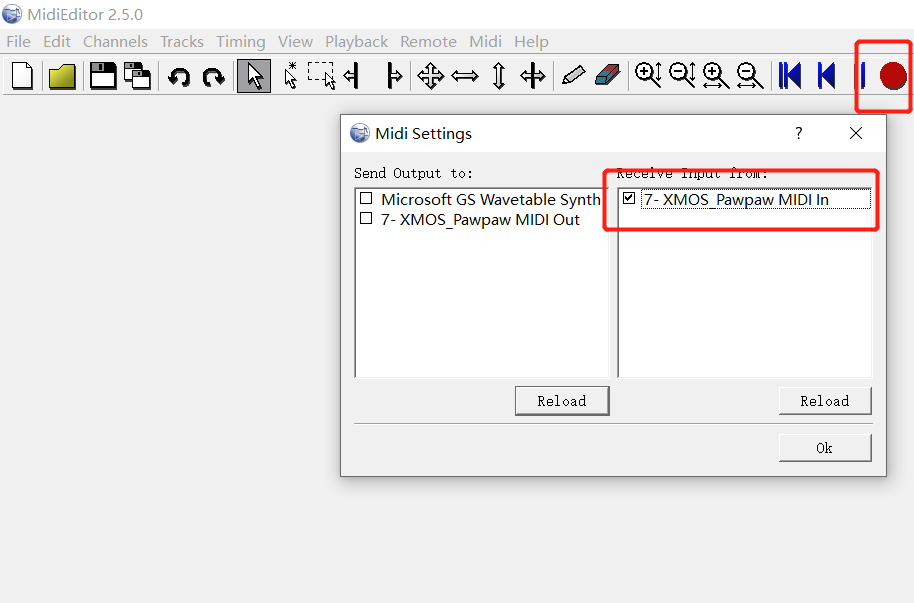 MidiEditor 2.5.0
File Edit Channels Tracks Timing View Playback Remote Midi Help
Midi Settings
Send Output to: Receive Input from:
Microsoft GS Wavetable Synth 7- XMOS_Pawpaw MIDI In
7- XMOS_Pawpaw MIDI Out
Reload Reload
Ok